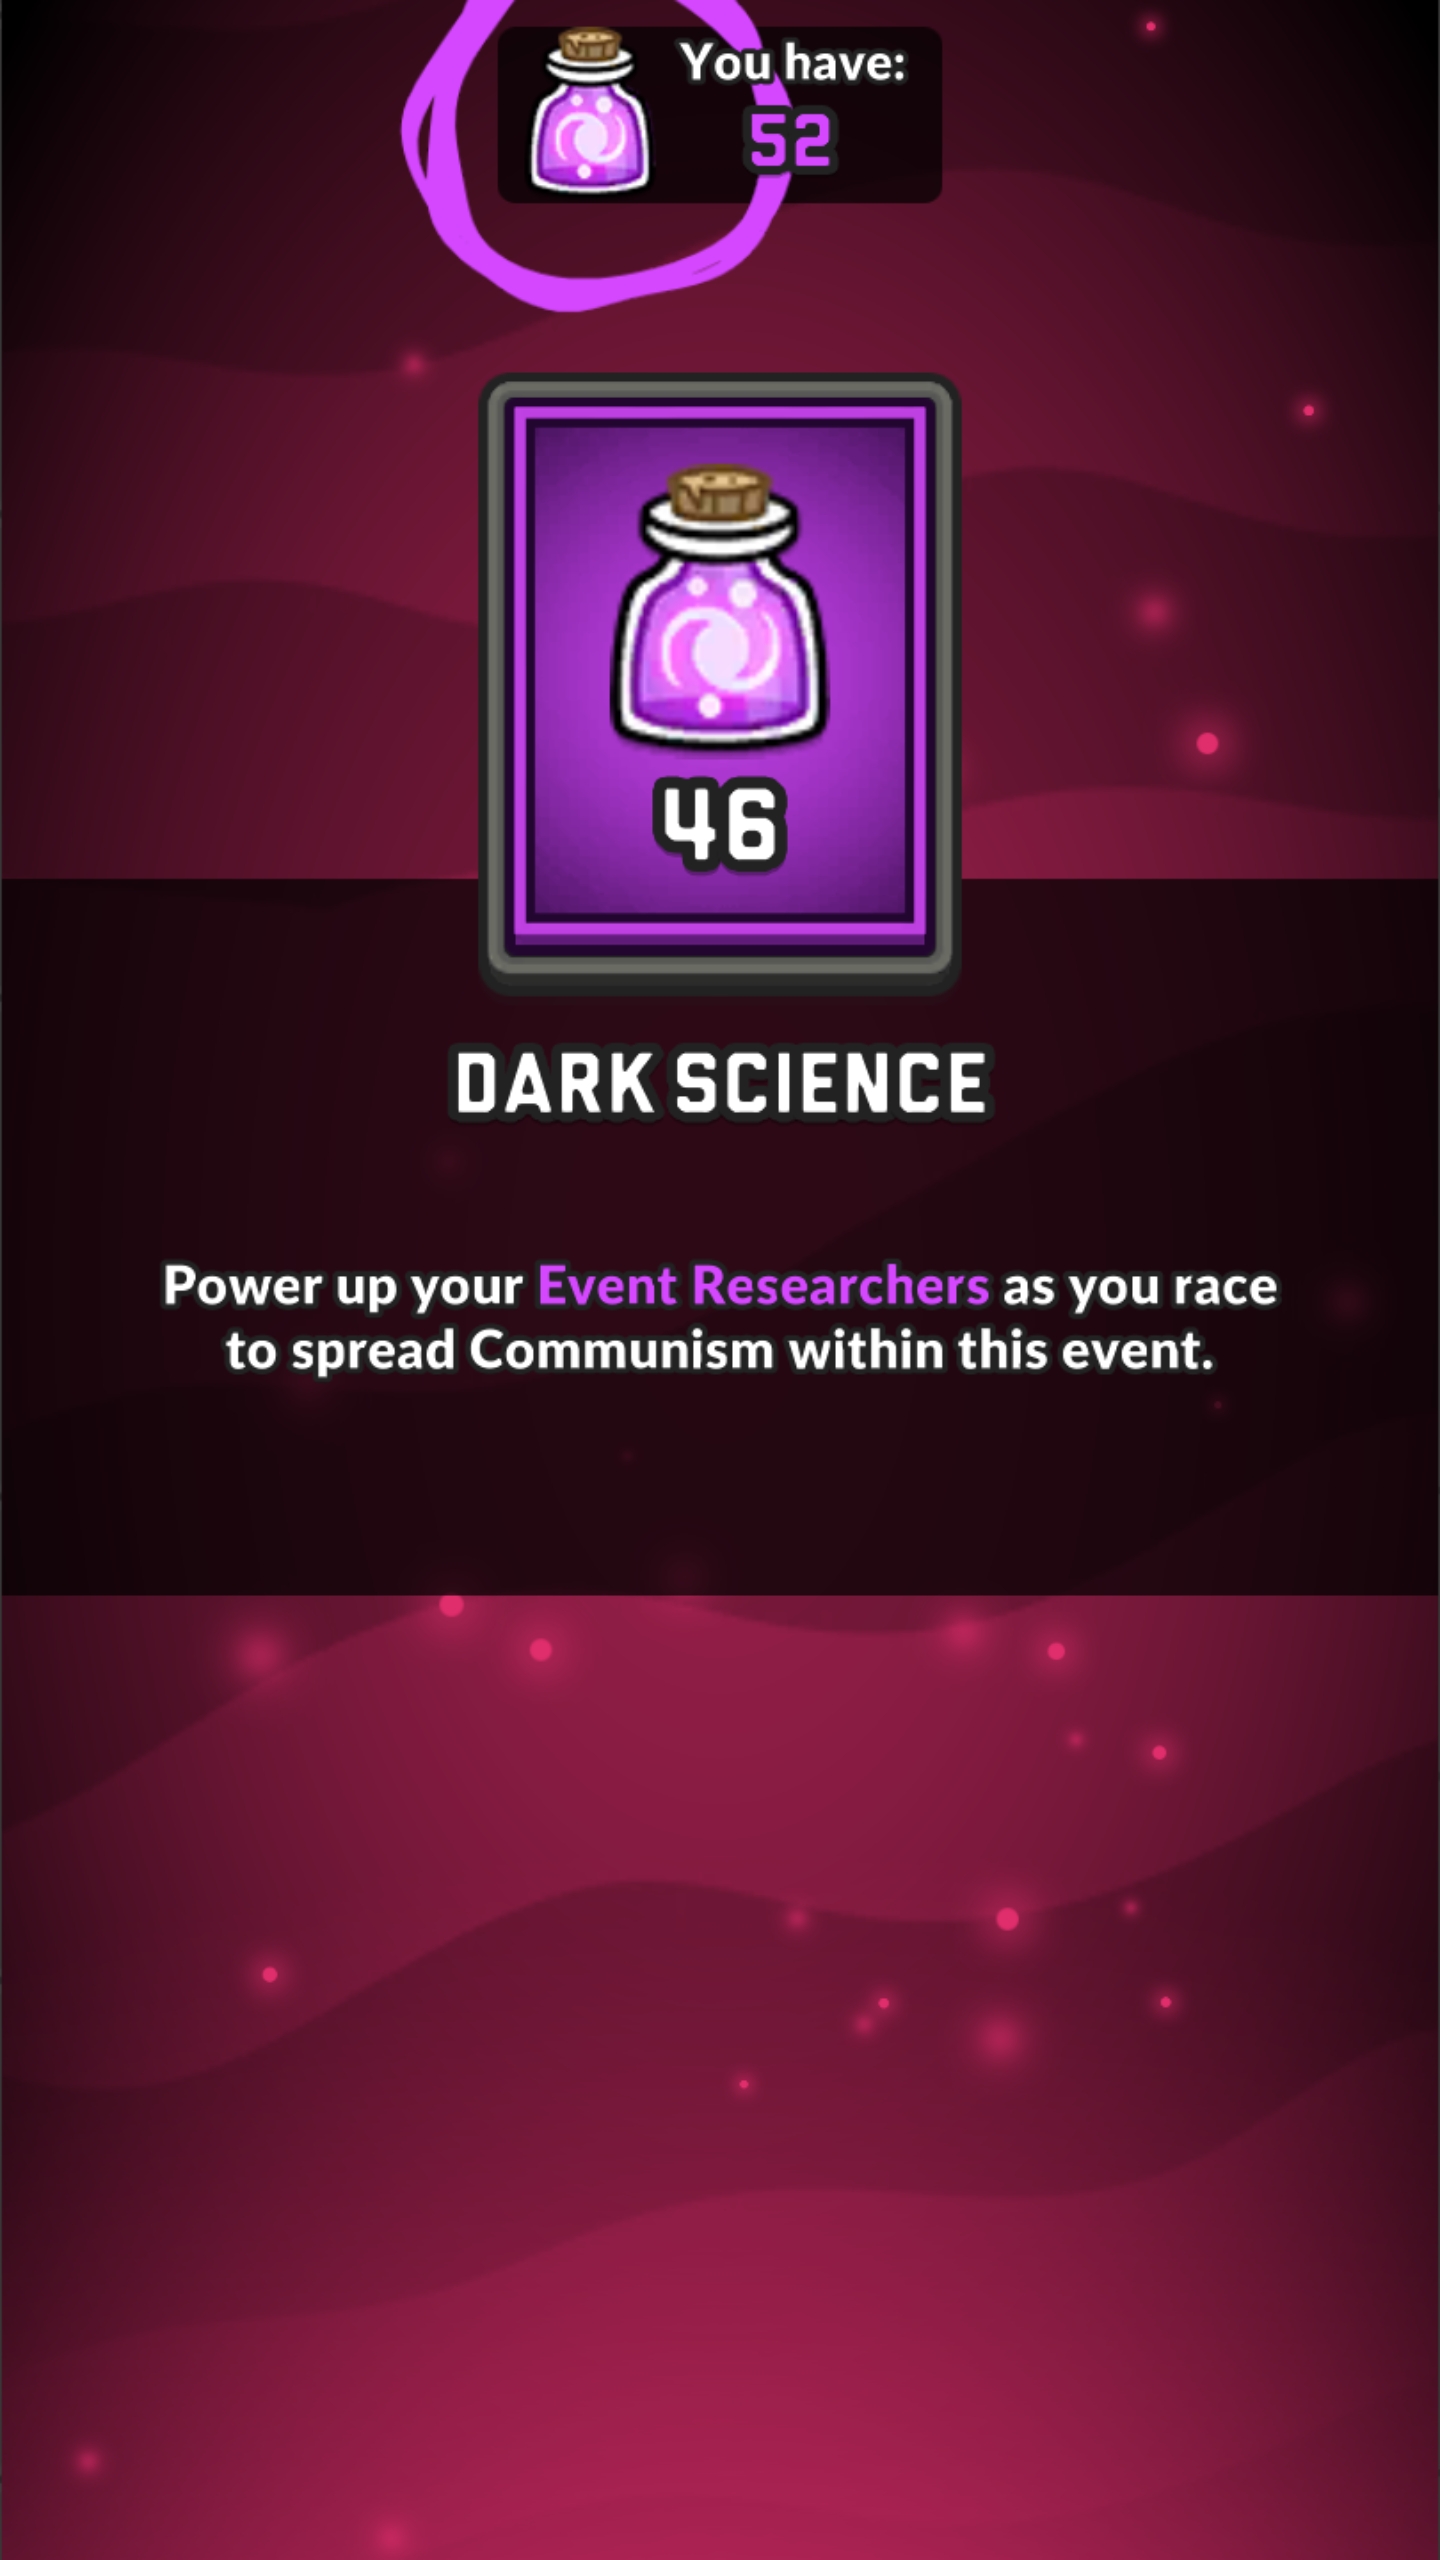 You have:
52
46
DARK SCIENCE
Power up your Event Researchers as you race
to spread Communism within this event.